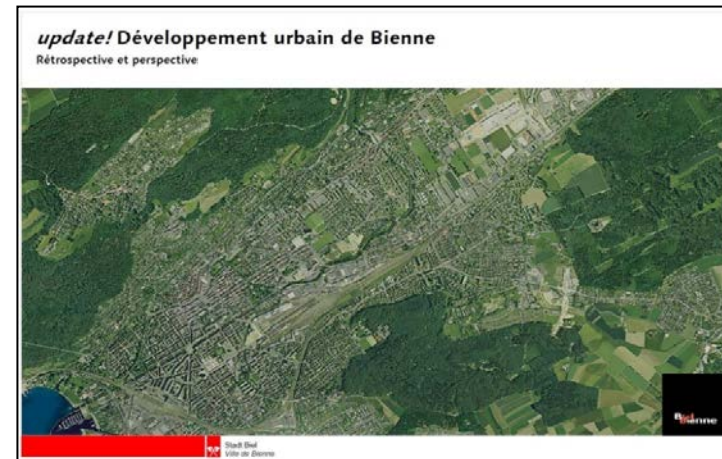 update! Développement urbain de Bienne
Rétrospective et perspective
Biel
Bienne
Stadt Biel
Ville de Bienne